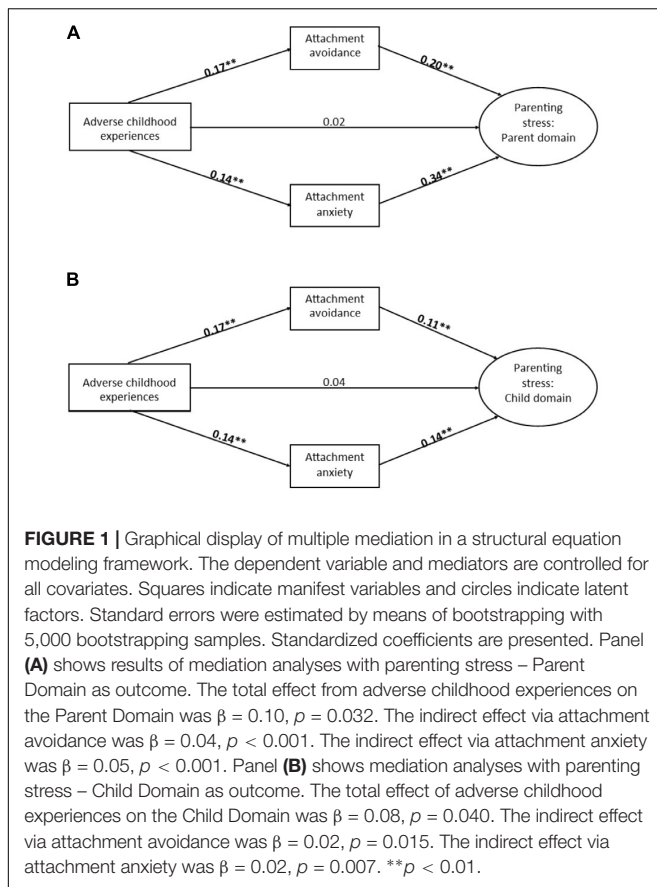 A
Attachment
avoidance
0.17**
0.20**
Adverse childhood
experiences
0.02
Parenting
stress:
Parent domain
0.14**
0.34**
Attachment
anxiety
B
Attachment
avoidance
0.17**
0.11**
Adverse childhood
experiences
0.04
Parenting
stress:
Child domain
0.14**
0.14**
Attachment
anxiety
FIGURE 1 | Graphical display of multiple mediation in a structural equation
modeling framework. The dependent variable and mediators are controlled for
all covariates. Squares indicate manifest variables and circles indicate latent
factors. Standard errors were estimated by means of bootstrapping with
5,000 bootstrapping samples. Standardized coefficients are presented. Panel
(A) shows results of mediation analyses with parenting stress – Parent
Domain as outcome. The total effect from adverse childhood experiences on
the Parent Domain was β = 0.10, p = 0.032. The indirect effect via attachment
avoidance was β = 0.04, p < 0.001. The indirect effect via attachment anxiety
was β = 0.05, p < 0.001. Panel (B) shows mediation analyses with parenting
stress – Child Domain as outcome. The total effect of adverse childhood
experiences on the Child Domain was β = 0.08, p = 0.040. The indirect effect
via attachment avoidance was β = 0.02, p = 0.015. The indirect effect via
attachment anxiety was β = 0.02, p = 0.007. **p < 0.01.